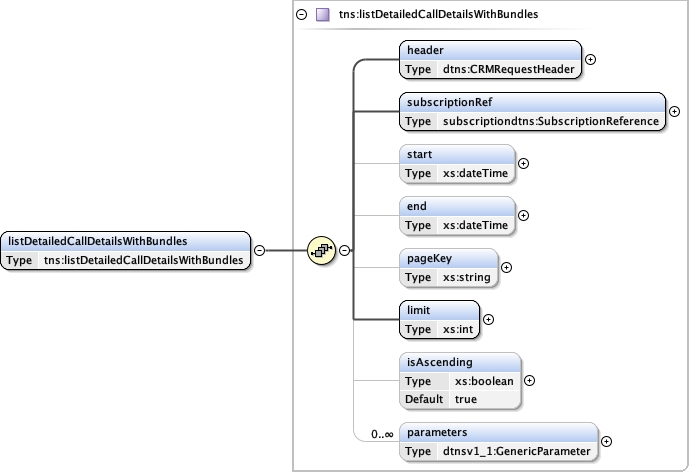 tns:listDetailedCallDetailsWithBundles
header
Type dtns:CRMRequestHeader
subscriptionRef
Type subscriptiondtns:SubscriptionReference
start
Type xs:dateTime
end
Type xs:dateTime
listDetailedCallDetailsWithBundles
Type tns:listDetailedCallDetailsWithBundles
pageKey
Type xs:string
limit
Type xs:int
isAscending
Type xs:boolean
Default true
0..∞
parameters
Type dtnsv1_1:GenericParameter